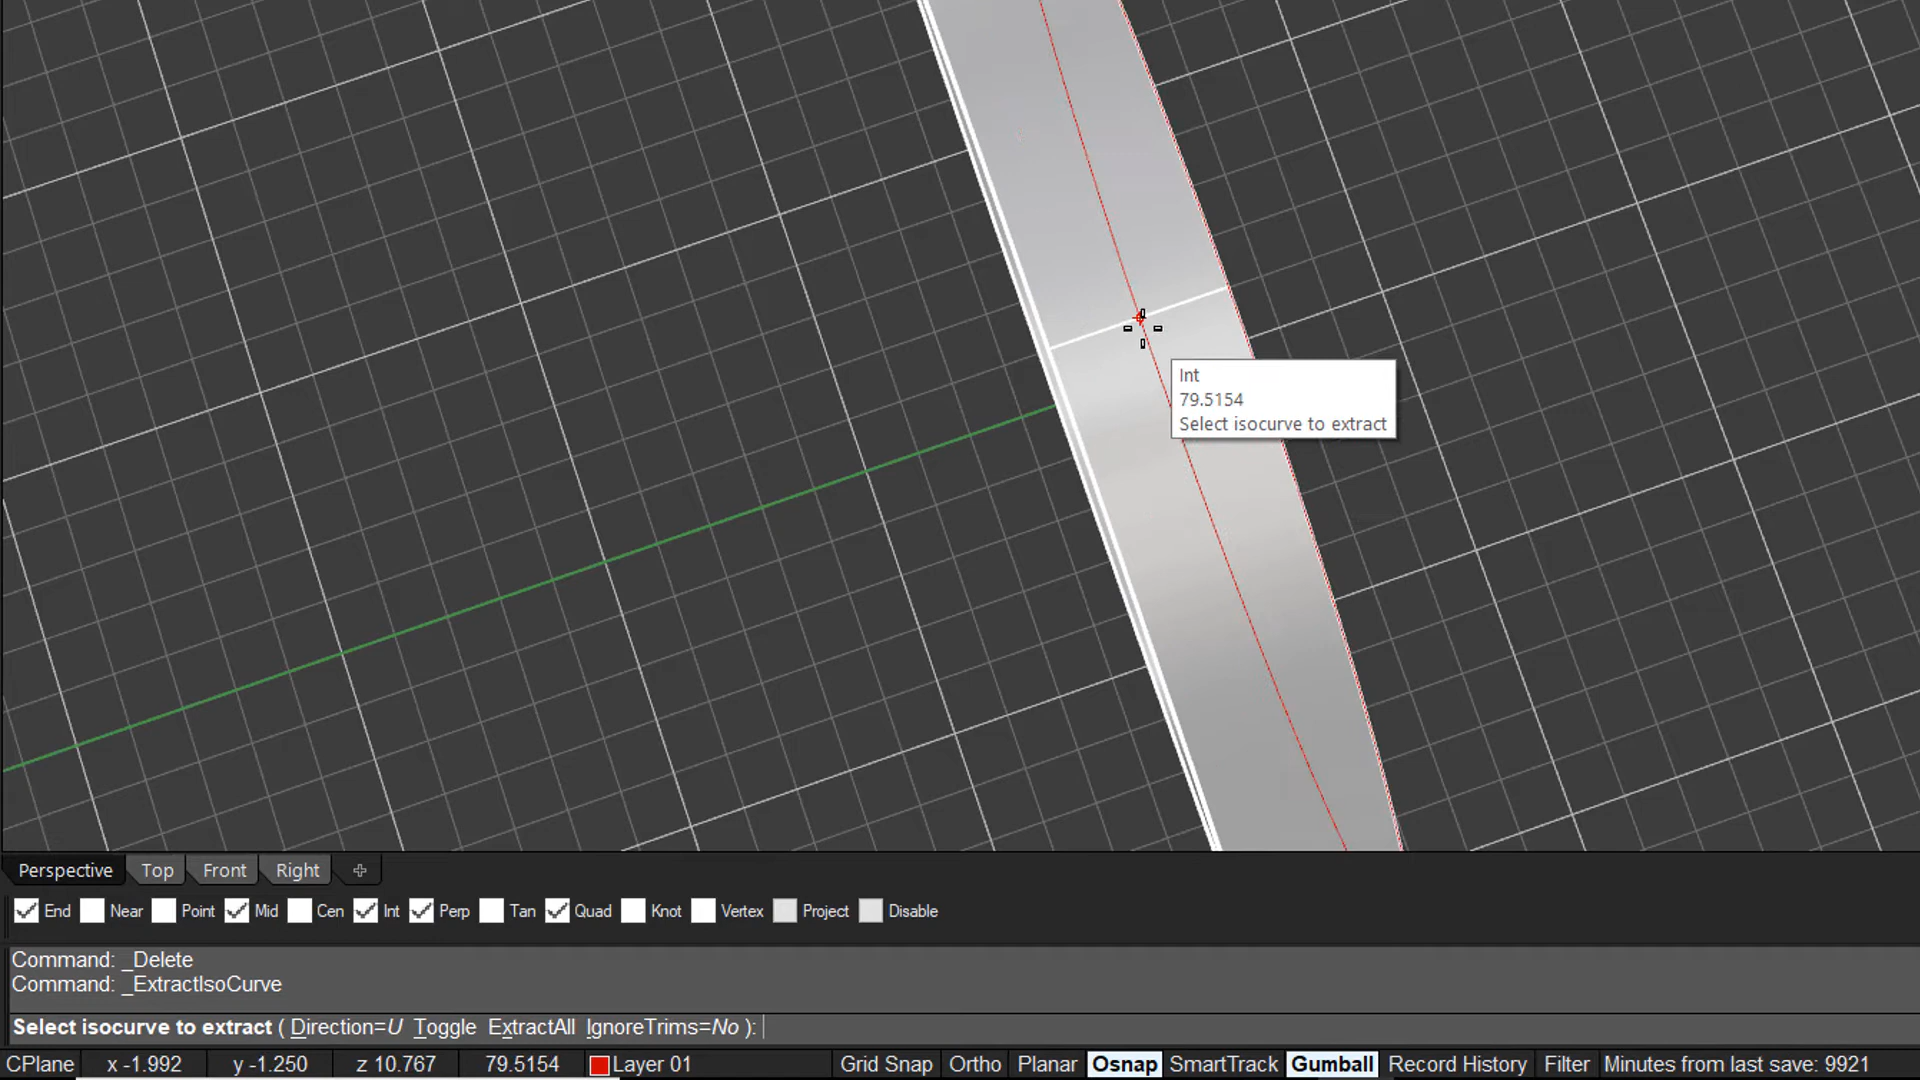 Int
79.5154
Select isocurve to extract
Perspective Top Front Right
End Near Point Mid Cen Int Perp Tan Quad Knot Vertex Project Disable
Command: _Delete
Command: _ExtractIsoCurve
Select isocurve to extract ( Direction=U Toggle ExtractAll IgnoreTrims=No ):
CPlane x -1.992 y -1.250 z 10.767 79.5154 Layer 01 Grid Snap Ortho Planar Osnap SmartTrack Gumball Record History Filter Minutes from last save: 9921